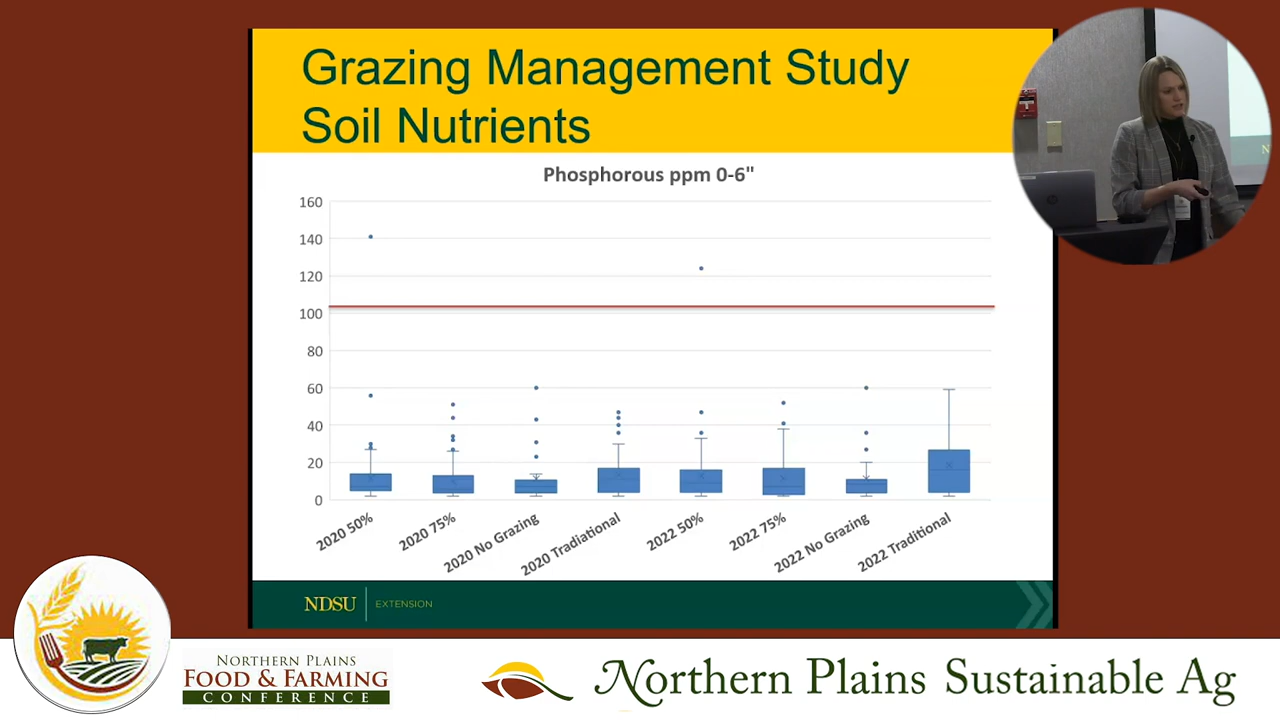 Grazing Management Study
Soil Nutrients
Phosphorous ppm 0-6"
160
140
120
100
80
60
40
20
0
2020 50%
2020 75%
2020 No Grazing
2020 Tradiational
2022 50%
2022 75%
2022 No Grazing
2022 Traditional
NDSU
EXTENSION
NORTHERN PLAINS
FOOD & FARMING
CONFERENCE
Northern Plains Sustainable Ag